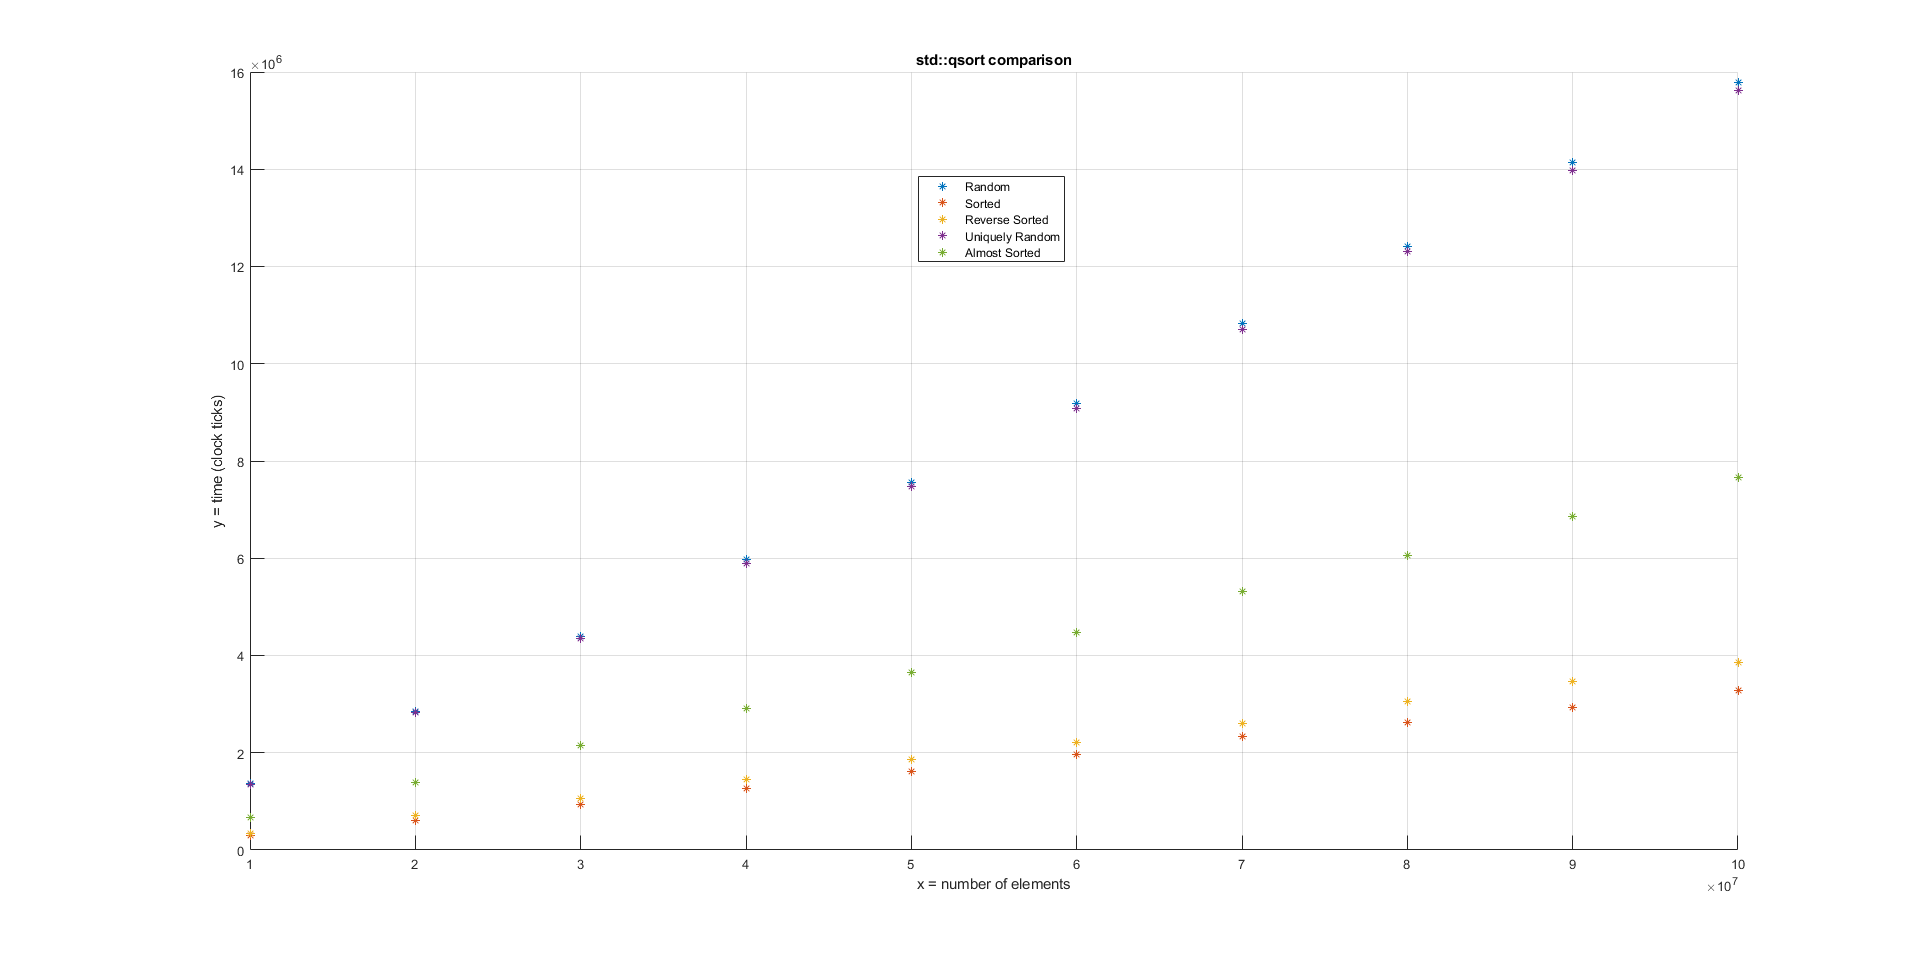 std::qsort comparison
×10^6
16
14
12
10
8
6
4
2
0
y = time (clock ticks)
Random
Sorted
Reverse Sorted
Uniquely Random
Almost Sorted
1 2 3 4 5 6 7 8 9 10
x = number of elements
×10^7